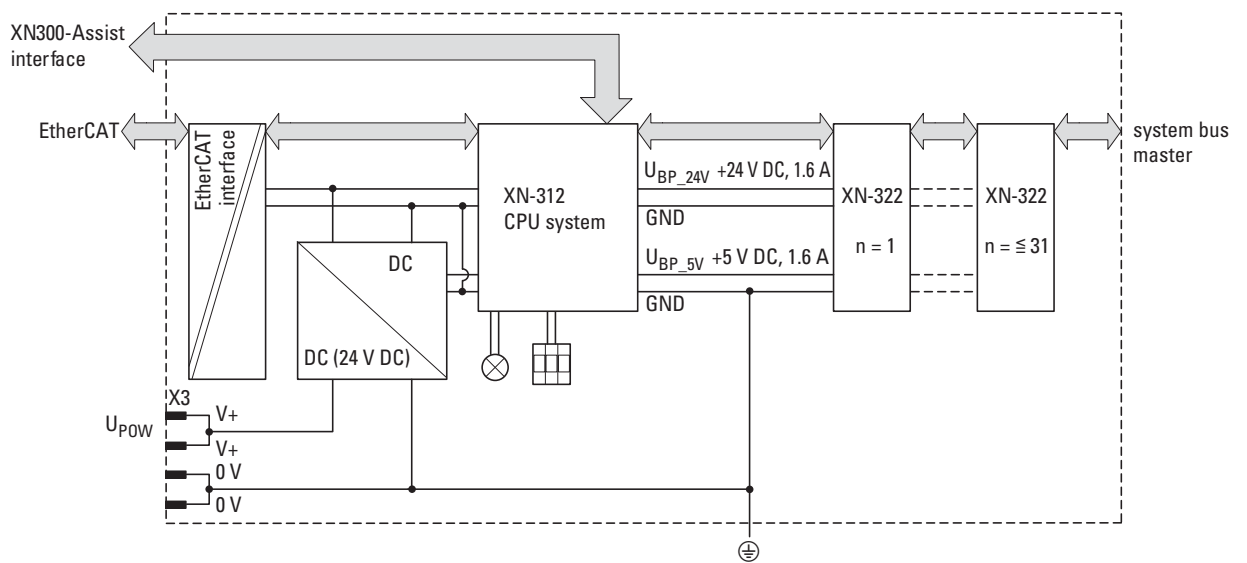 XN300-Assist
interface
EtherCAT
EtherCAT
interface
XN-312
CPU system
U_BP_24V +24 V DC, 1.6 A
GND
U_BP_5V +5 V DC, 1.6 A
GND
XN-322
n = 1
XN-322
n = ≦ 31
system bus
master
DC
DC (24 V DC)
X3
U_POW
V+
V+
0 V
0 V